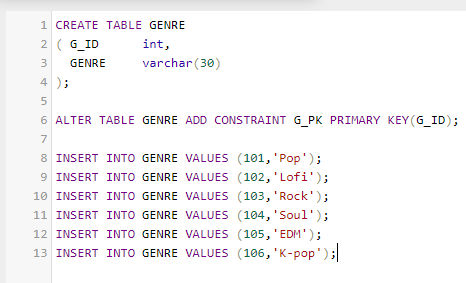 1 CREATE TABLE GENRE
2 ( G_ID      int,
3   GENRE     varchar(30)
4 );
5
6 ALTER TABLE GENRE ADD CONSTRAINT G_PK PRIMARY KEY(G_ID);
7
8 INSERT INTO GENRE VALUES (101,'Pop');
9 INSERT INTO GENRE VALUES (102,'Lofi');
10 INSERT INTO GENRE VALUES (103,'Rock');
11 INSERT INTO GENRE VALUES (104,'Soul');
12 INSERT INTO GENRE VALUES (105,'EDM');
13 INSERT INTO GENRE VALUES (106,'K-pop');